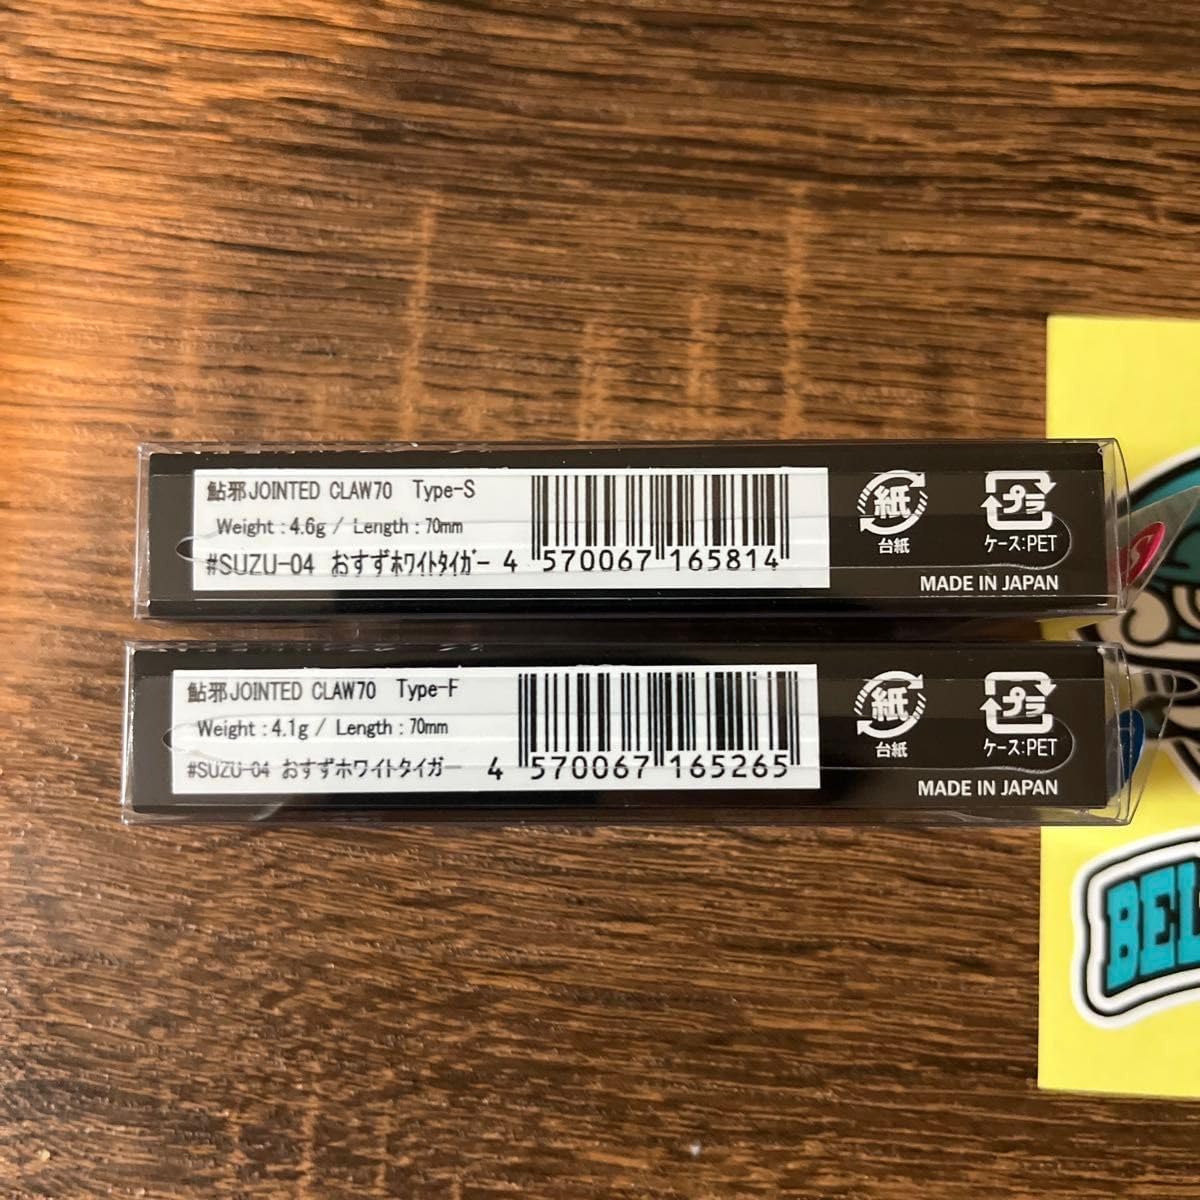 鮎邪JOINTED CLAW70 Type-S
Weight : 4.6g / Length : 70mm
#SUZU-04 おすずホワイトタイガー
4 570067 165814
紙
台紙
プラ
ケース:PET
MADE IN JAPAN
鮎邪JOINTED CLAW70 Type-F
Weight : 4.1g / Length : 70mm
#SUZU-04 おすずホワイトタイガー
4 570067 165265
紙
台紙
プラ
ケース:PET
MADE IN JAPAN
BEL